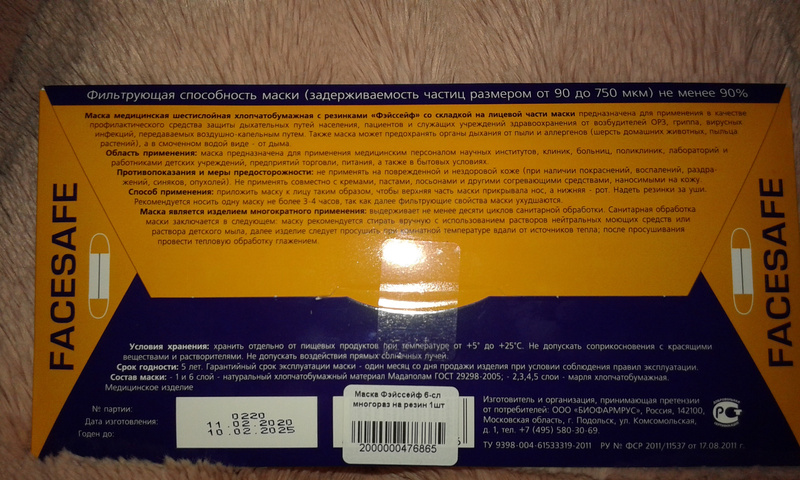 Фильтрующая способность маски (задерживаемость частиц размером от 90 до 750 мкм) не менее 90%
Маска медицинская шестислойная хлопчатобумажная с резинками «Фэйссейф» со складкой на лицевой части маски предназначена для применения в качестве
профилактического средства защиты дыхательных путей населения, пациентов и служащих учреждений здравоохранения от возбудителей ОРЗ, гриппа, вирусных
инфекций, передаваемых воздушно-капельным путем. Также маска может предохранять органы дыхания от пыли и аллергенов (шерсть домашних животных, пыльца
растений), а в смоченном водой виде - от дыма.
Область применения: маска предназначена для применения медицинским персоналом научных институтов, клиник, больниц, поликлиник, лабораторий и
работниками детских учреждений, предприятий торговли, питания, а также в бытовых условиях.
Противопоказания и меры предосторожности: не применять на поврежденной и нездоровой коже (при наличии покраснений, воспалений, раздра-
жений, синяков, опухолей). Не применять совместно с кремами, пастами, лосьонами и другими согревающими средствами, наносимыми на кожу.
Способ применения: приложить маску к лицу таким образом, чтобы верхняя часть маски прикрывала нос, а нижняя - рот. Надеть резинки за уши.
Рекомендуется носить одну маску не более 3-4 часов, так как далее фильтрующие свойства маски ухудшаются.
Маска является изделием многократного применения: выдерживает не менее десяти циклов санитарной обработки. Санитарная обработка
маски заключается в следующем: маску рекомендуется стирать вручную с использованием растворов нейтральных моющих средств или
раствора детского мыла, далее изделие следует просушить при комнатной температуре вдали от источников тепла; после просушивания
провести тепловую обработку глажением.
FACESAFE
FACESAFE
Условия хранения: хранить отдельно от пищевых продуктов при температуре от +5° до +25°С. Не допускать соприкосновения с красящими
веществами и растворителями. Не допускать воздействия прямых солнечных лучей.
Срок годности: 5 лет. Гарантийный срок эксплуатации маски - один месяц со дня продажи изделия при условии соблюдения правил эксплуатации.
Состав маски: - 1 и 6 слой - натуральный хлопчатобумажный материал Мадаполам ГОСТ 29298-2005; - 2,3,4,5 слои - марля хлопчатобумажная.
Медицинское изделие
№ партии:
Дата изготовления:
Годен до:
0220
11.02.2020
10.02.2025
Маска Фэйссейф 6-сл
многораз на резин 1шт
2000000476865
Изготовитель и организация, принимающая претензии
от потребителей: ООО «БИОФАРМРУС», Россия, 142100,
Московская область, г. Подольск, ул. Комсомольская,
д. 1, тел. +7 (495) 580-30-69.
ТУ 9398-004-61533319-2011 РУ № ФСР 2011/11537 от 17.08.2011 г.